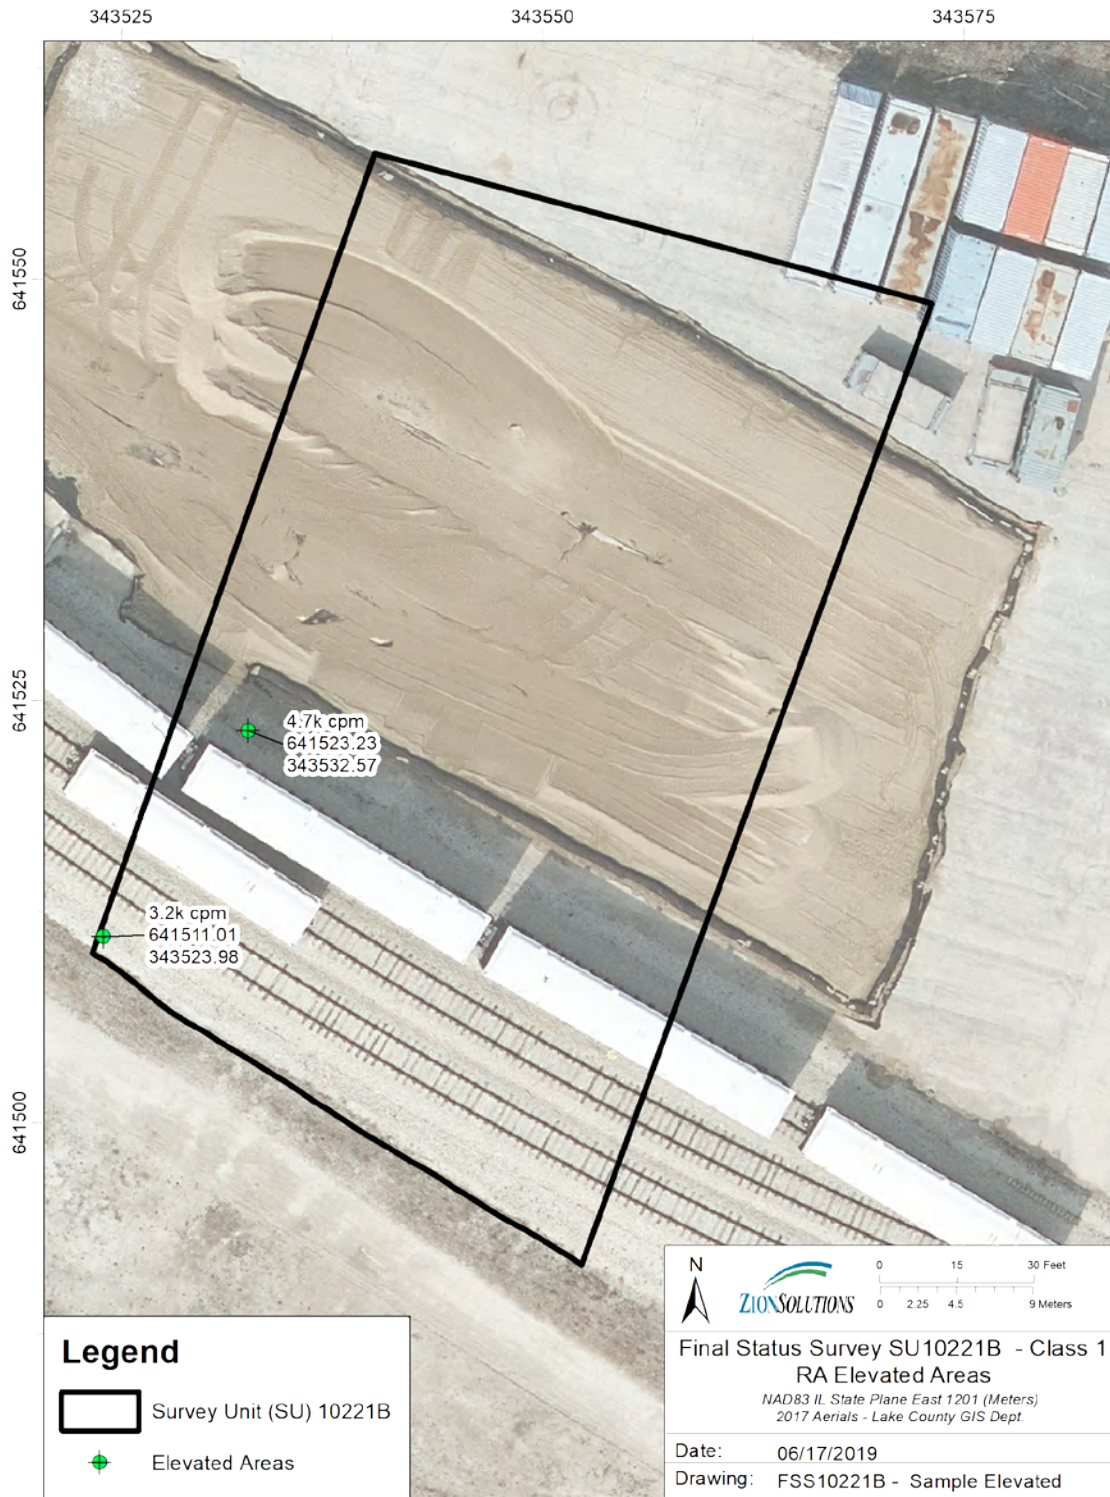 343525 343550 343575
641550
641525
641500
4.7k cpm
641523.23
343532.57
3.2k cpm
641511.01
343523.98
Legend
Survey Unit (SU) 10221B
Elevated Areas
N
ZIONSOLUTIONS
0 15 30 Feet
0 2.25 4.5 9 Meters
Final Status Survey SU10221B - Class 1
RA Elevated Areas
NAD83 IL State Plane East 1201 (Meters)
2017 Aerials - Lake County GIS Dept.
Date: 06/17/2019
Drawing: FSS10221B - Sample Elevated